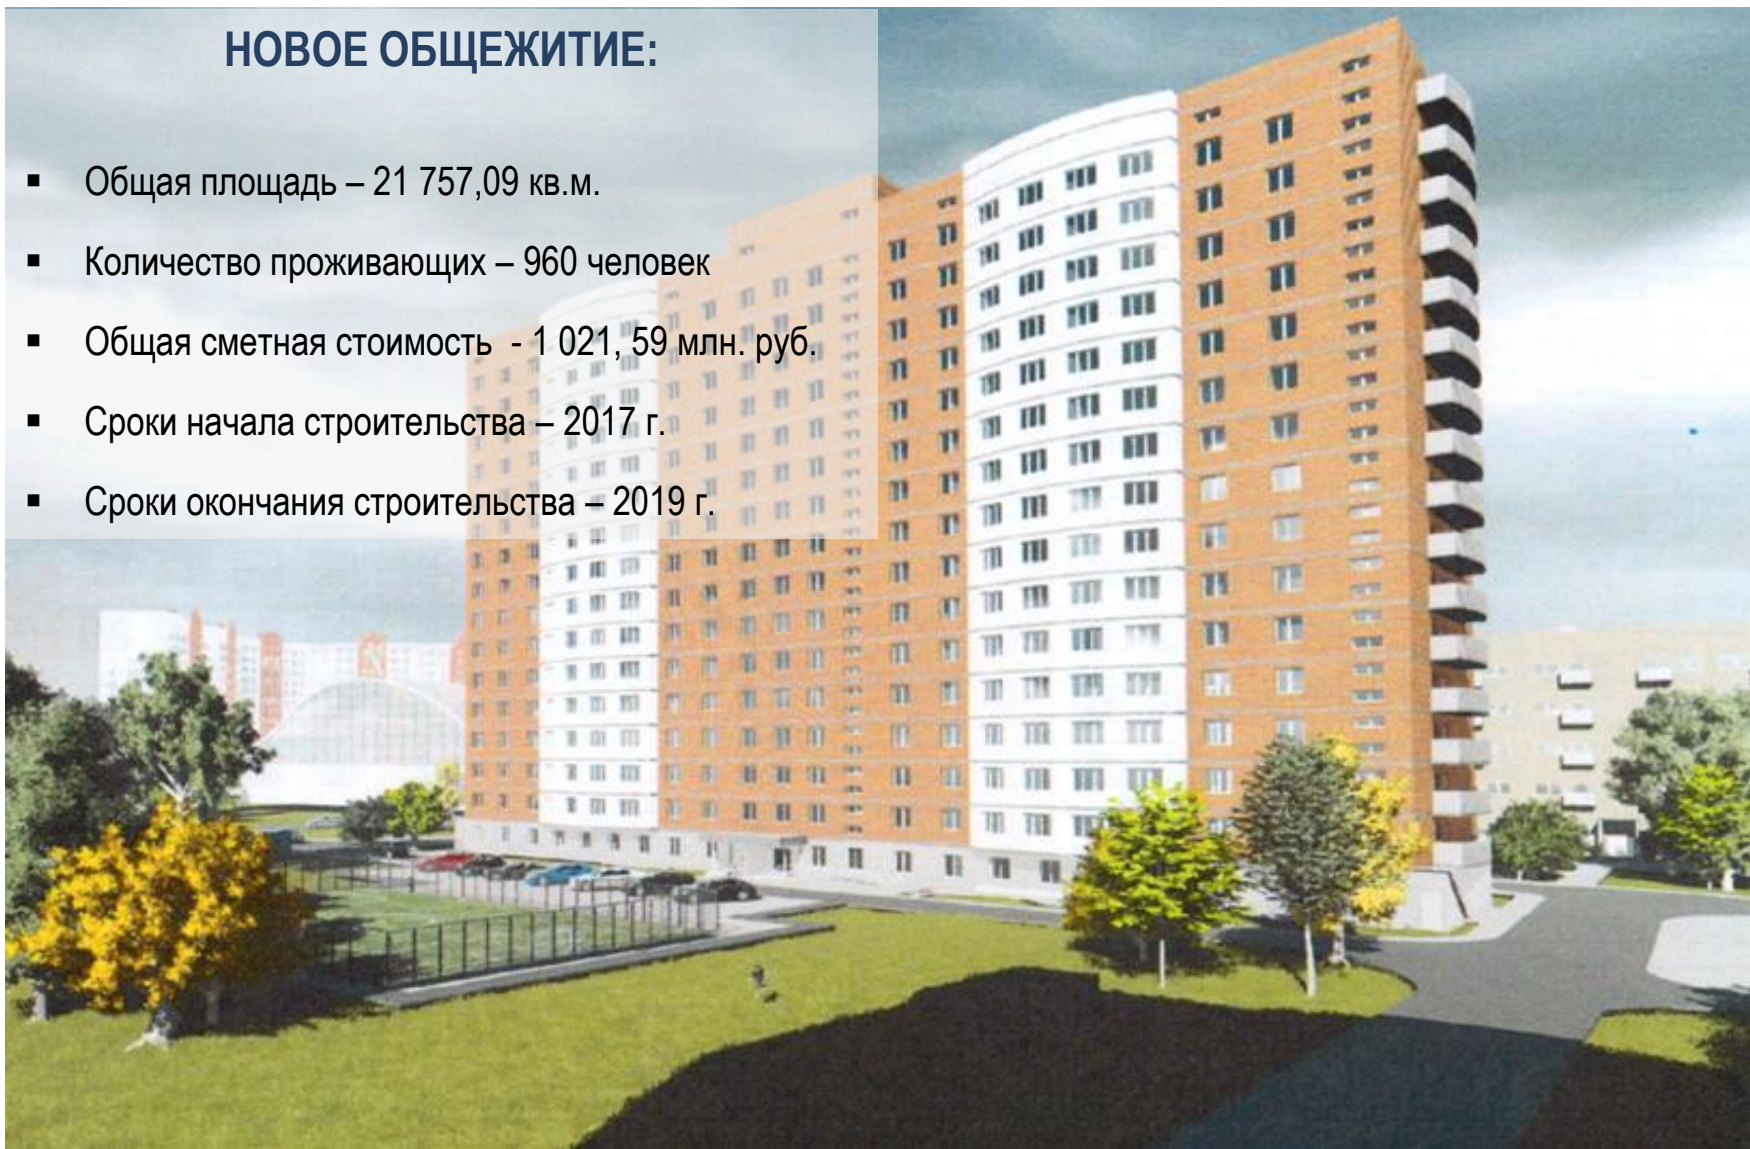 НОВОЕ ОБЩЕЖИТИЕ:
▪ Общая площадь – 21 757,09 кв.м.
▪ Количество проживающих – 960 человек
▪ Общая сметная стоимость - 1 021, 59 млн. руб.
▪ Сроки начала строительства – 2017 г.
▪ Сроки окончания строительства – 2019 г.